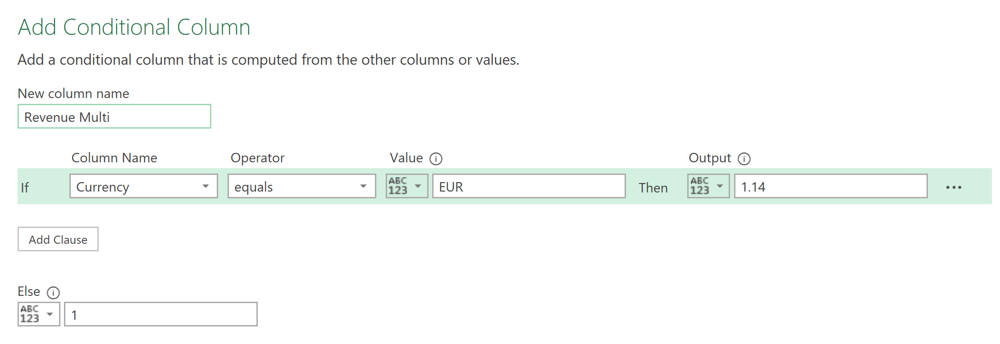 Add Conditional Column
Add a conditional column that is computed from the other columns or values.
New column name
Revenue Multi
Column Name Operator Value Output
If Currency equals ABC 123 EUR Then ABC 123 1.14 ...
Add Clause
Else
ABC 123 1